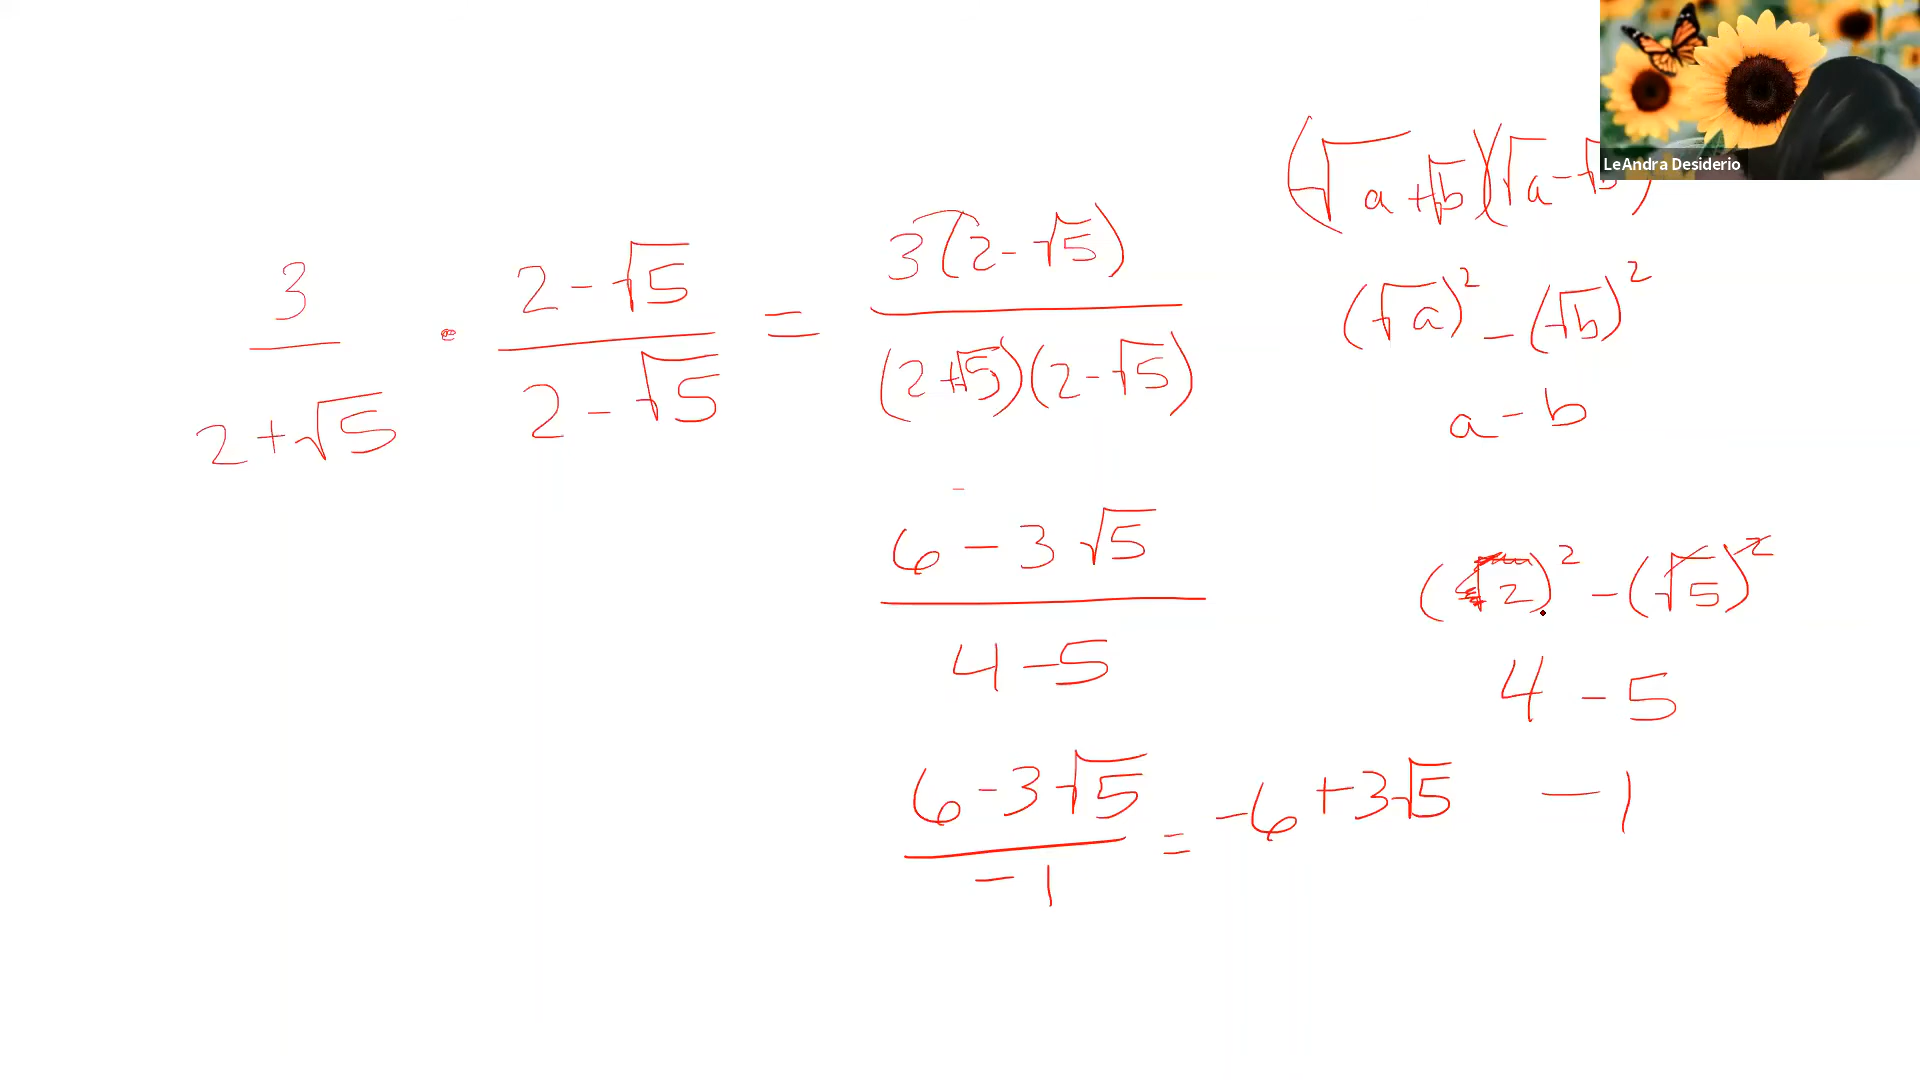 3 / (2+√5) · (2-√5) / (2-√5) = 3(2-√5) / ((2+√5)(2-√5))
(6-3√5) / (4-5)
(6-3√5) / -1 = -6+3√5
(√a+√b)(√a-√b)
(√a)² - (√b)²
a-b
(2)² - (√5)²
4 - 5
-1
LeAndra Desiderio